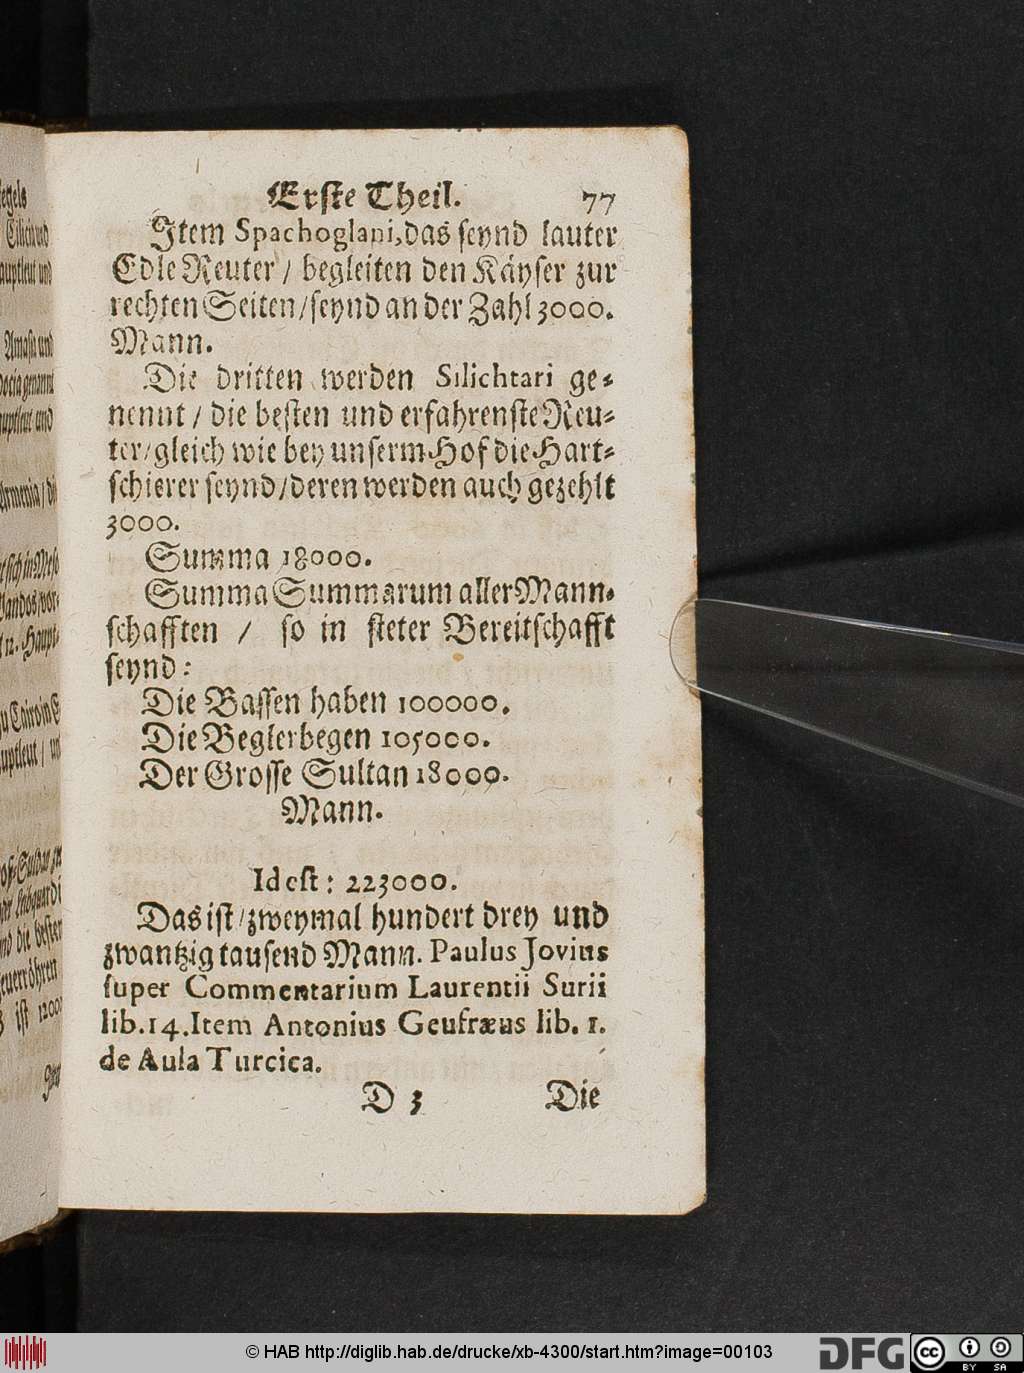 Erste Theil. 77
Item Spachoglani, das seynd lauter
Edle Reuter / begleiten den Käyser zur
rechten Seiten / seynd an der Zahl 3000.
Mann.
Die dritten werden Silichtari ge-
nennt / die besten und erfahrenste Reu-
ter / gleich wie bey unserm Hof die Hart-
schierer seynd / deren werden auch gezehlt
3000.
Summa 18000.
Summa Summarum aller Mann-
schafften / so in steter Bereitschafft
seynd:
Die Bassen haben 100000.
Die Beglerbegen 105000.
Der Grosse Sultan 18000.
Mann.
Id est: 223000.
Das ist / zweymal hundert drey und
zwantzig tausend Mann. Paulus Jovius
super Commentarium Laurentii Surii
lib. 14. Item Antonius Geufræus lib. 1.
de Aula Turcica.
D 3 Die
© HAB http://diglib.hab.de/drucke/xb-4300/start.htm?image=00103
DFG
cc BY SA